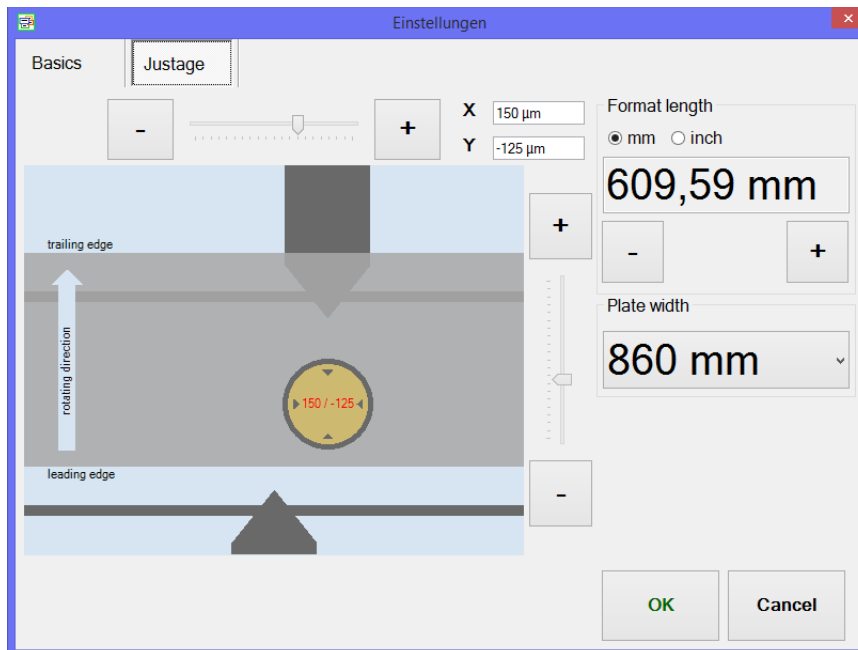 Einstellungen
Basics
Justage
-
+
X 150 µm
Y -125 µm
Format length
mm inch
609,59 mm
-
+
Plate width
860 mm
+
-
trailing edge
rotating direction
150 / -125
leading edge
OK
Cancel